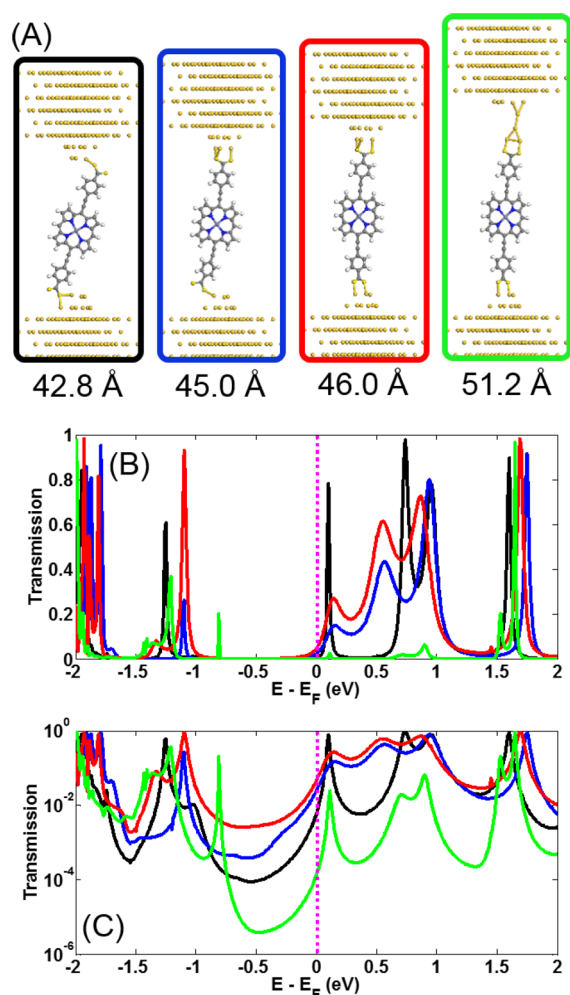 (A)
42.8 Å 45.0 Å 46.0 Å 51.2 Å
(B)
Transmission
1
0.8
0.6
0.4
0.2
0
-2 -1.5 -1 -0.5 0 0.5 1 1.5 2
E - E_F (eV)
(C)
Transmission
10^0
10^-2
10^-4
10^-6
-2 -1.5 -1 -0.5 0 0.5 1 1.5 2
E - E_F (eV)